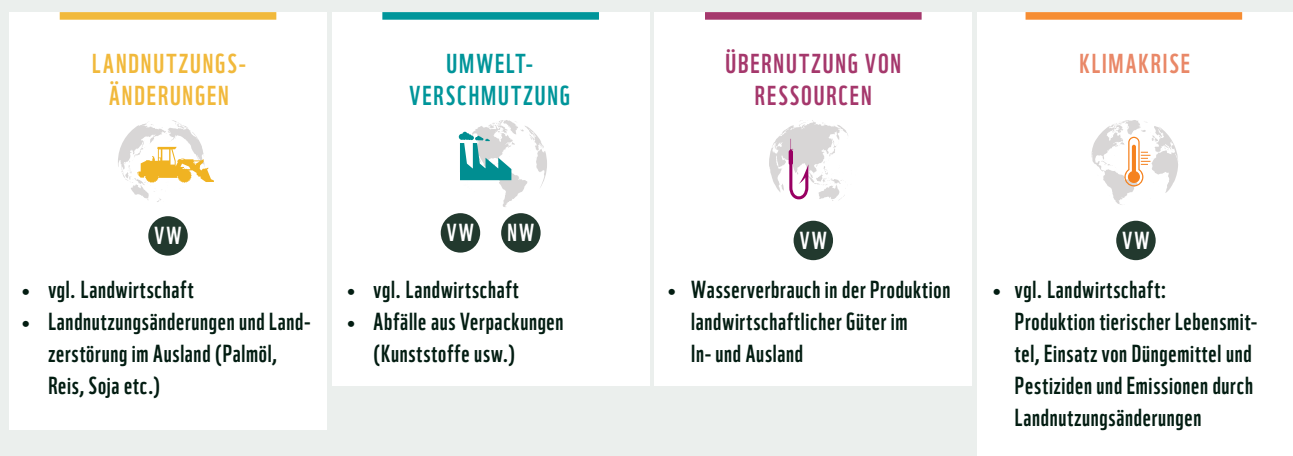 LANDNUTZUNGS-
ÄNDERUNGEN
VW
• vgl. Landwirtschaft
• Landnutzungsänderungen und Land-
zerstörung im Ausland (Palmöl,
Reis, Soja etc.)
UMWELT-
VERSCHMUTZUNG
VW NW
• vgl. Landwirtschaft
• Abfälle aus Verpackungen
(Kunststoffe usw.)
ÜBERNUTZUNG VON
RESSOURCEN
VW
• Wasserverbrauch in der Produktion
landwirtschaftlicher Güter im
In- und Ausland
KLIMAKRISE
VW
• vgl. Landwirtschaft:
Produktion tierischer Lebensmit-
tel, Einsatz von Düngemittel und
Pestiziden und Emissionen durch
Landnutzungsänderungen